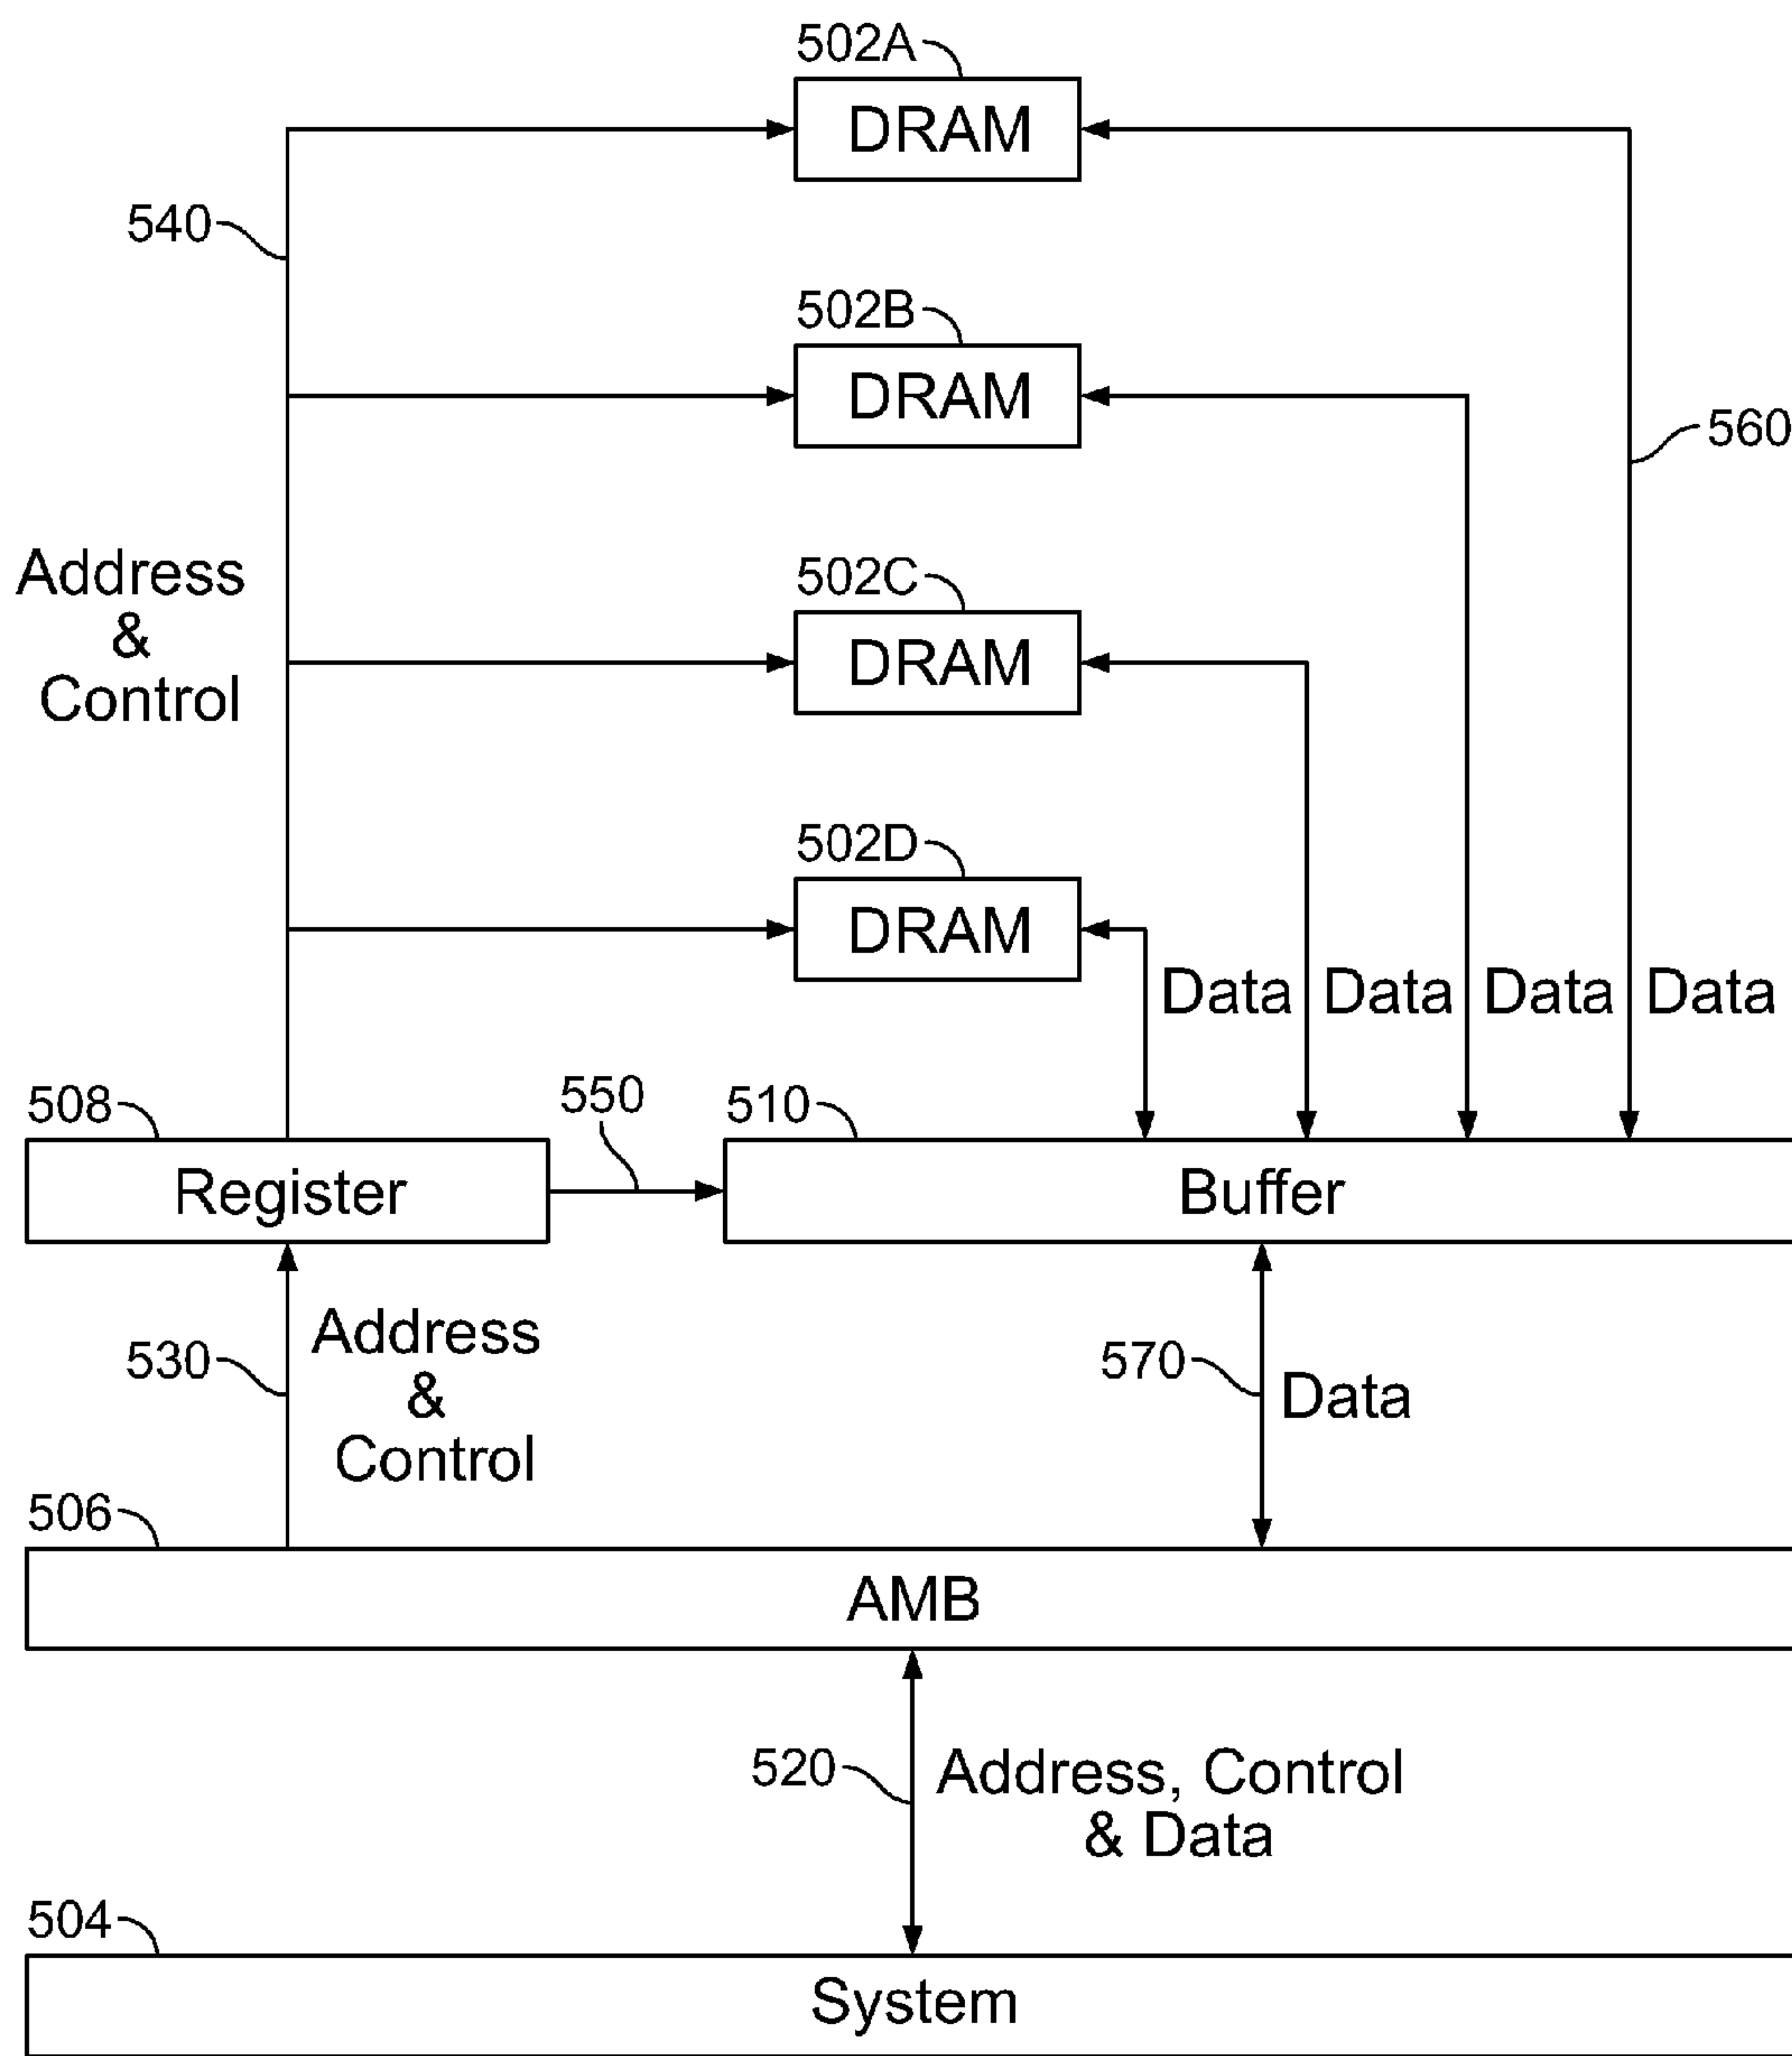 502A
DRAM
540
502B
DRAM
560
Address
&
Control
502C
DRAM
502D
DRAM
Data Data Data Data
508
550
510
Register
Buffer
530
Address
&
Control
570
Data
506
AMB
520
Address, Control
& Data
504
System